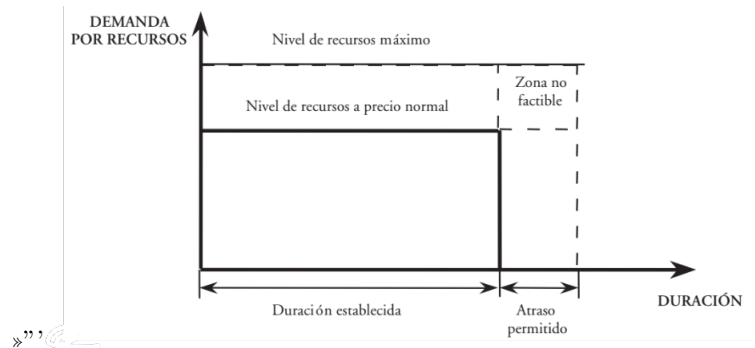 DEMANDA
POR RECURSOS
Nivel de recursos máximo
Zona no
factible
Nivel de recursos a precio normal
DURACIÓN
Duración establecida
Atraso
permitido
»” ’